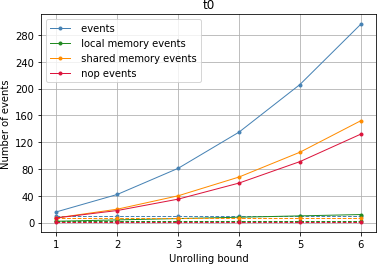 t0
events
local memory events
shared memory events
nop events
Number of events
280
240
200
160
120
80
40
0
1 2 3 4 5 6
Unrolling bound